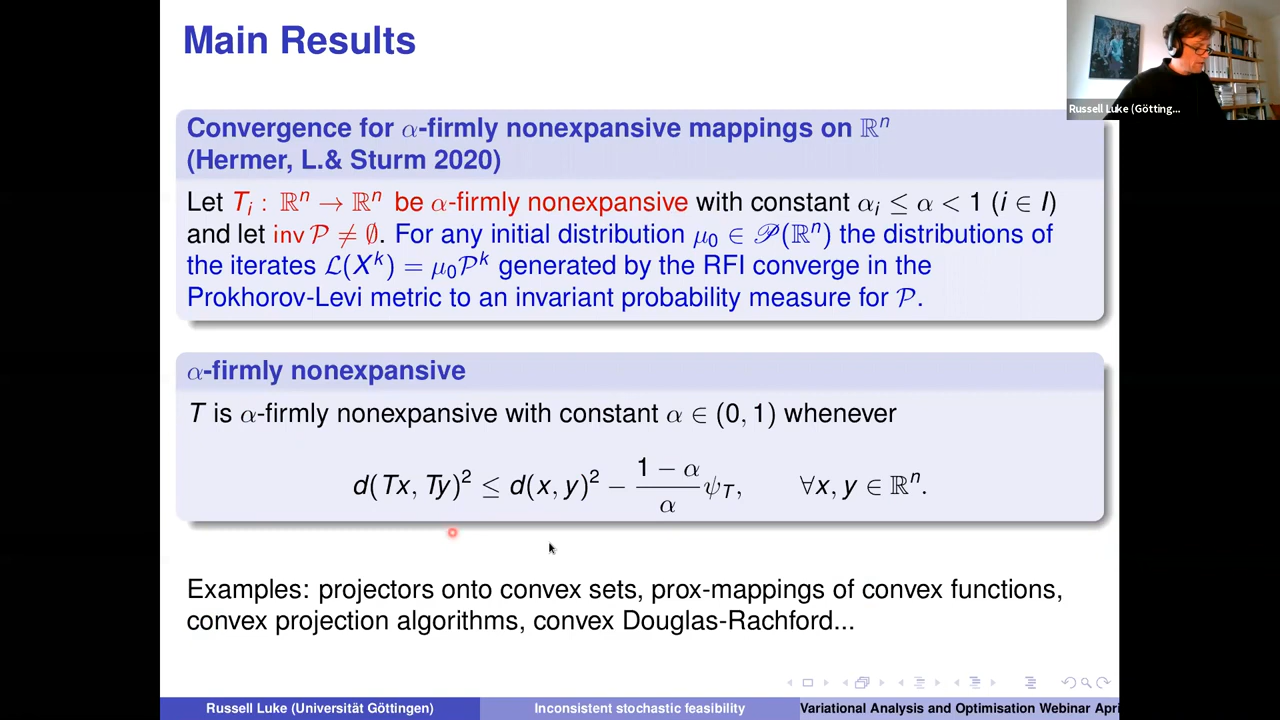 Main Results
Russell Luke (Götting...
Convergence for α-firmly nonexpansive mappings on ℝⁿ
(Hermer, L.& Sturm 2020)
Let Tᵢ : ℝⁿ → ℝⁿ be α-firmly nonexpansive with constant αᵢ ≤ α < 1 (i ∈ I)
and let inv 𝒫 ≠ ∅. For any initial distribution μ₀ ∈ 𝒫(ℝⁿ) the distributions of
the iterates ℒ(Xᵏ) = μ₀𝒫ᵏ generated by the RFI converge in the
Prokhorov-Levi metric to an invariant probability measure for 𝒫.
α-firmly nonexpansive
T is α-firmly nonexpansive with constant α ∈ (0, 1) whenever
d(Tx, Ty)² ≤ d(x, y)² − \frac{1 − α}{α} ψ_T, ∀x, y ∈ ℝⁿ.
Examples: projectors onto convex sets, prox-mappings of convex functions,
convex projection algorithms, convex Douglas-Rachford...
Russell Luke (Universität Göttingen) Inconsistent stochastic feasibility Variational Analysis and Optimisation Webinar Apri